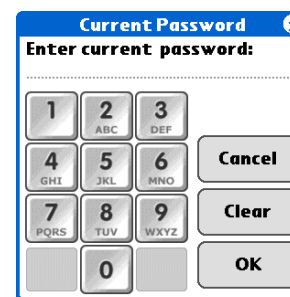 Current Password
Enter current password:
1
2 ABC
3 DEF
4 GHI
5 JKL
6 MNO
Cancel
7 PQRS
8 TUV
9 WXYZ
Clear
0
OK